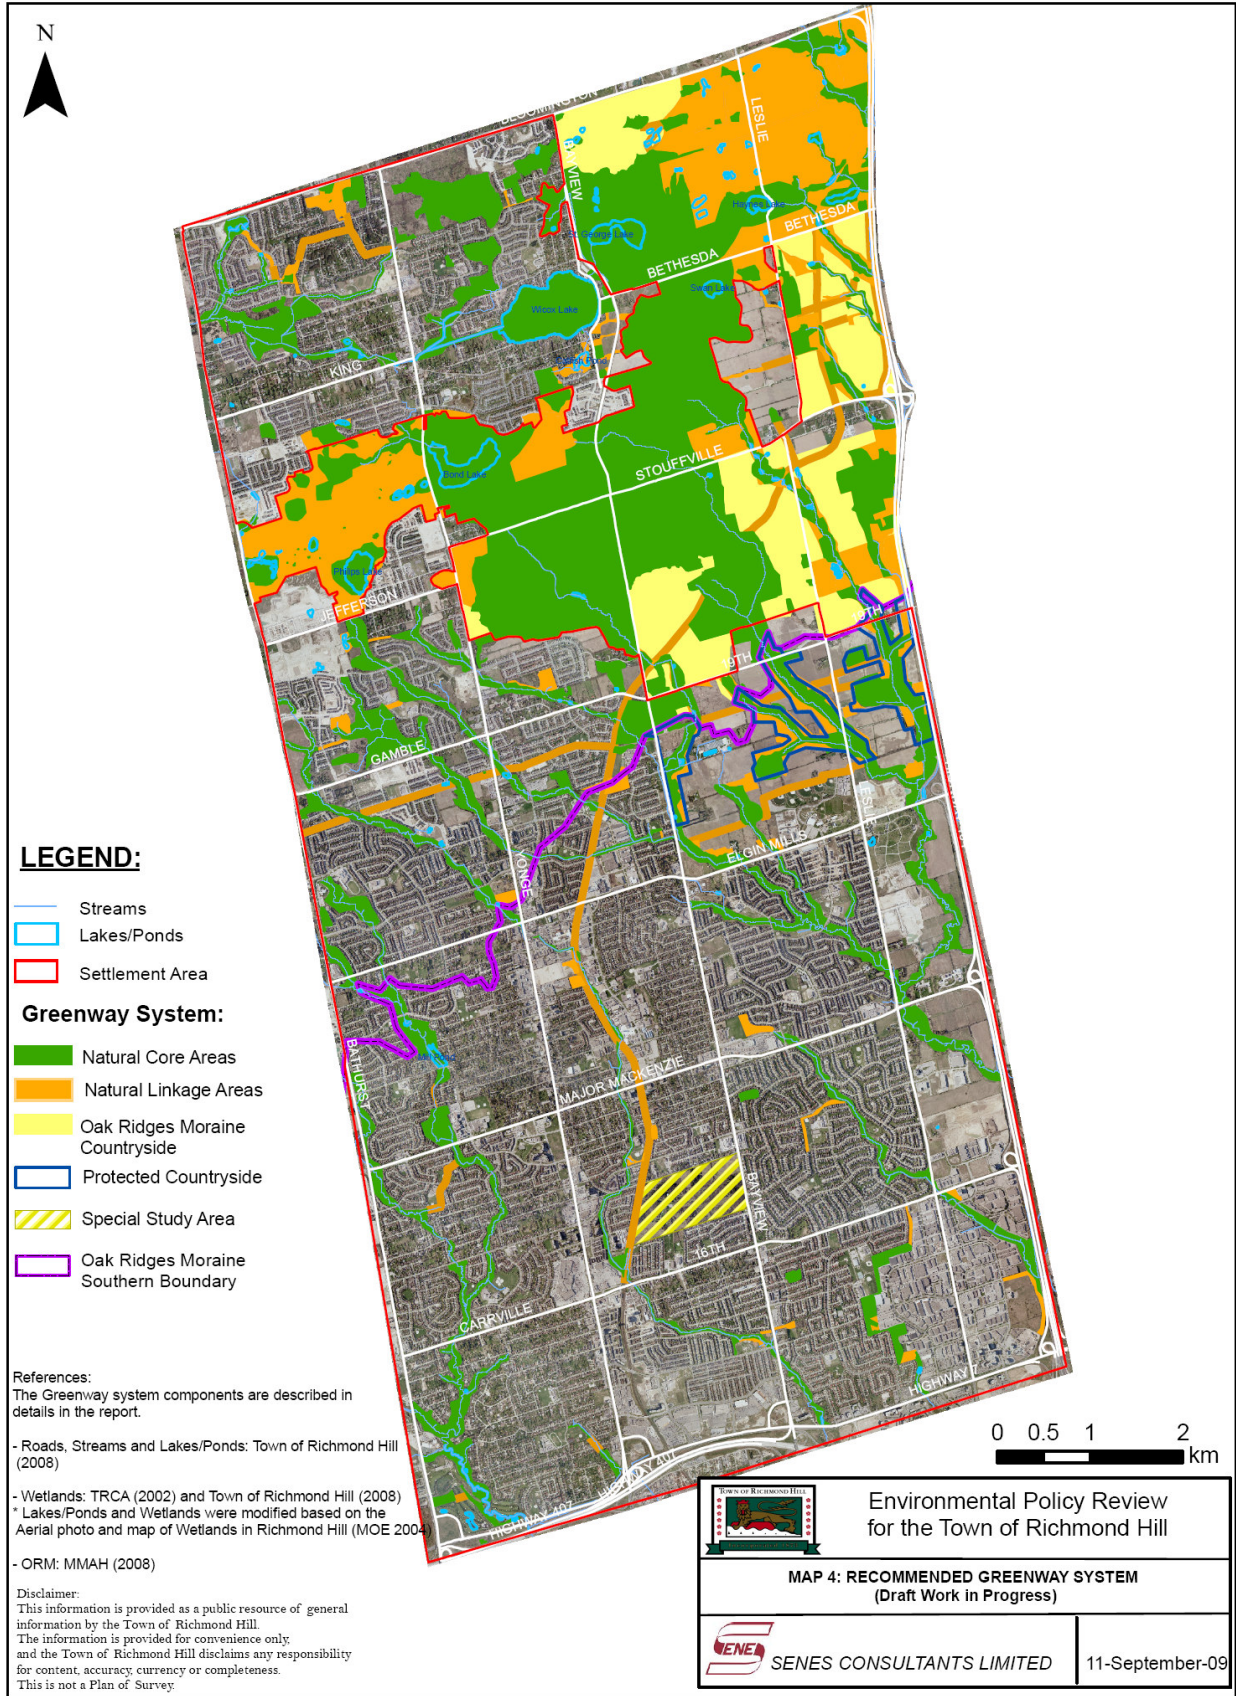 N
BLOOMINGTON
LESLIE
BAYVIEW
Haynes Lake
BETHESDA
St. George Lake
BETHESDA
Swan Lake
Wilcox Lake
KING
STOUFFVILLE
Bond Lake
Philips Lake
JEFFERSON
19TH
19TH
GAMBLE
LESLIE
ELGIN MILLS
YONGE
BATHURST
Mill Pond
MAJOR MACKENZIE
BAYVIEW
16TH
CARRVILLE
HIGHWAY 7
HIGHWAY 407
HIGHWAY 407
LEGEND:
Streams
Lakes/Ponds
Settlement Area
Greenway System:
Natural Core Areas
Natural Linkage Areas
Oak Ridges Moraine
Countryside
Protected Countryside
Special Study Area
Oak Ridges Moraine
Southern Boundary
References:
The Greenway system components are described in
details in the report.
- Roads, Streams and Lakes/Ponds: Town of Richmond Hill
(2008)
- Wetlands: TRCA (2002) and Town of Richmond Hill (2008)
* Lakes/Ponds and Wetlands were modified based on the
Aerial photo and map of Wetlands in Richmond Hill (MOE 2004)
- ORM: MMAH (2008)
Disclaimer:
This information is provided as a public resource of general
information by the Town of Richmond Hill.
The information is provided for convenience only,
and the Town of Richmond Hill disclaims any responsibility
for content, accuracy, currency or completeness.
This is not a Plan of Survey.
0 0.5 1 2
km
TOWN OF RICHMOND HILL
Environmental Policy Review
for the Town of Richmond Hill
MAP 4: RECOMMENDED GREENWAY SYSTEM
(Draft Work in Progress)
SENES
SENES CONSULTANTS LIMITED
11-September-09